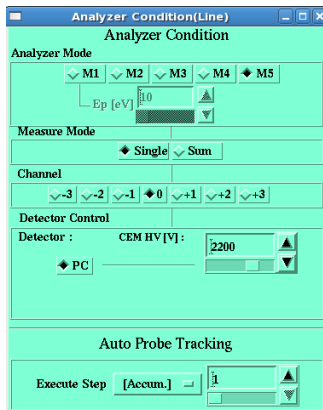 Analyzer Condition(Line)
Analyzer Condition
Analyzer Mode
M1 M2 M3 M4 M5
Ep [eV] 10
Measure Mode
Single Sum
Channel
-3 -2 -1 0 +1 +2 +3
Detector Control
Detector : CEM HV [V] : 2200
PC
Auto Probe Tracking
Execute Step [Accum.] 1